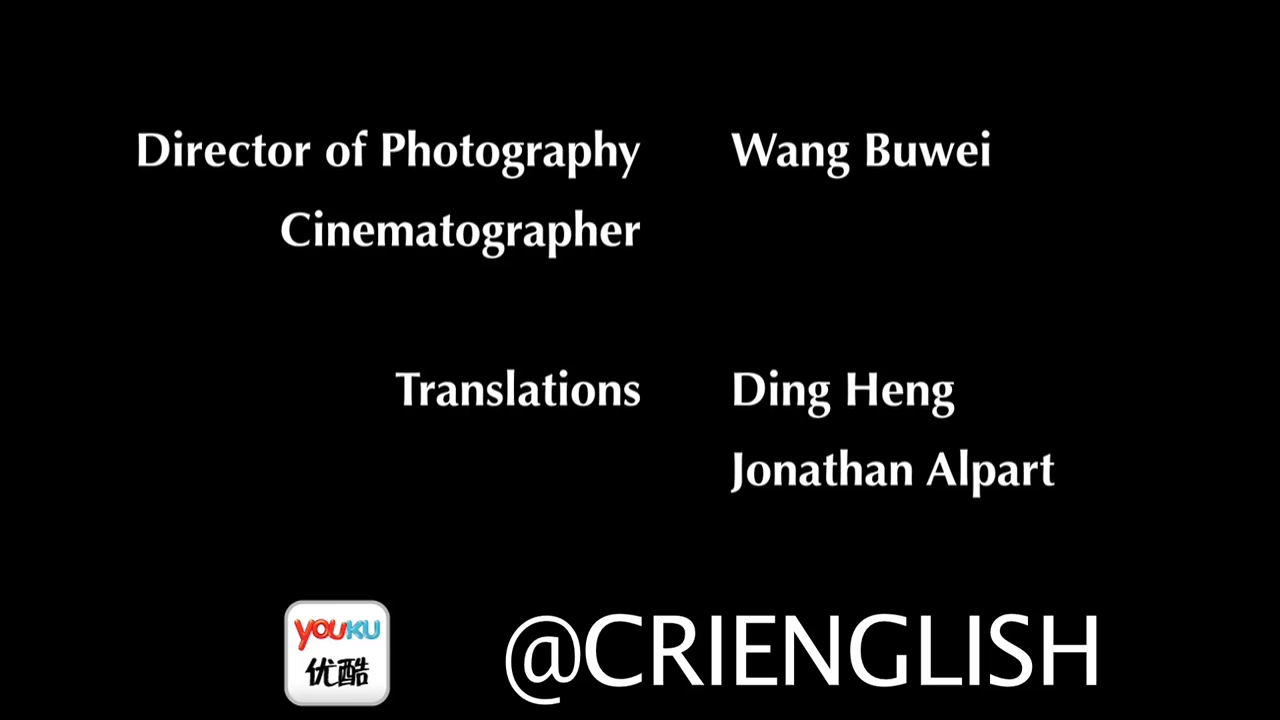 Director of Photography Wang Buwei
Cinematographer
Translations Ding Heng
Jonathan Alpart
YOUKU
优酷
@CRIENGLISH